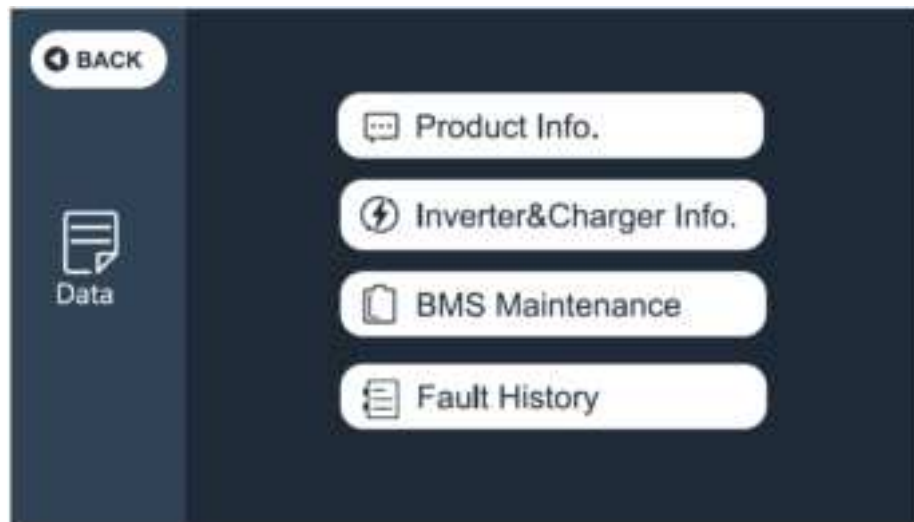 BACK
Data
Product Info.
Inverter&Charger Info.
BMS Maintenance
Fault History